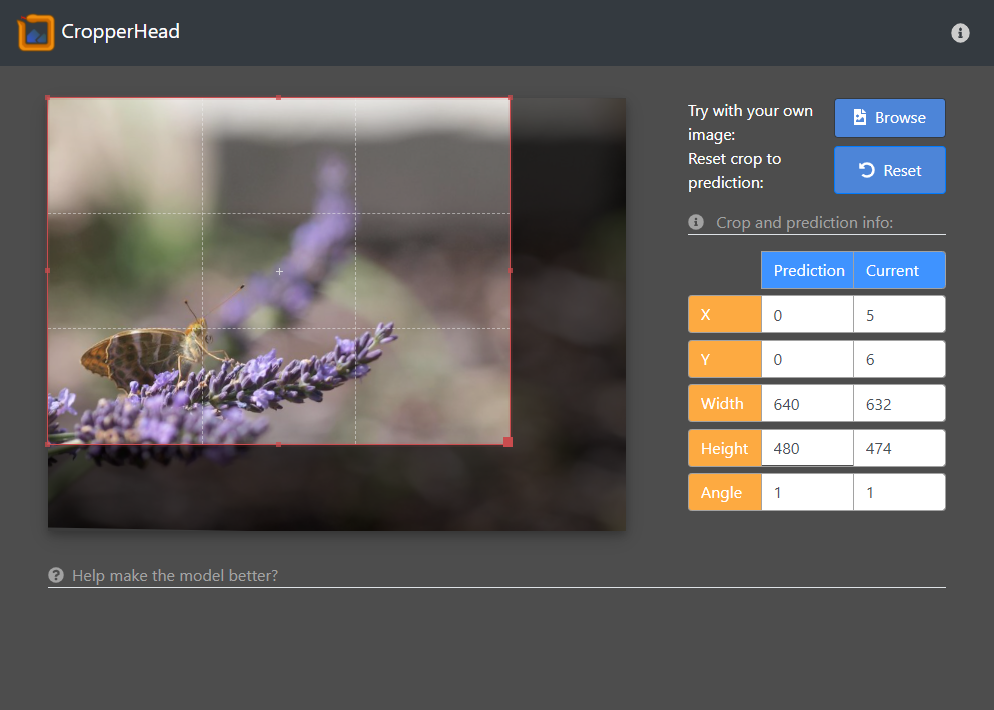 CropperHead
Try with your own
image:
Browse
Reset crop to
prediction:
Reset
Crop and prediction info:
Prediction Current
X 0 5
Y 0 6
Width 640 632
Height 480 474
Angle 1 1
Help make the model better?